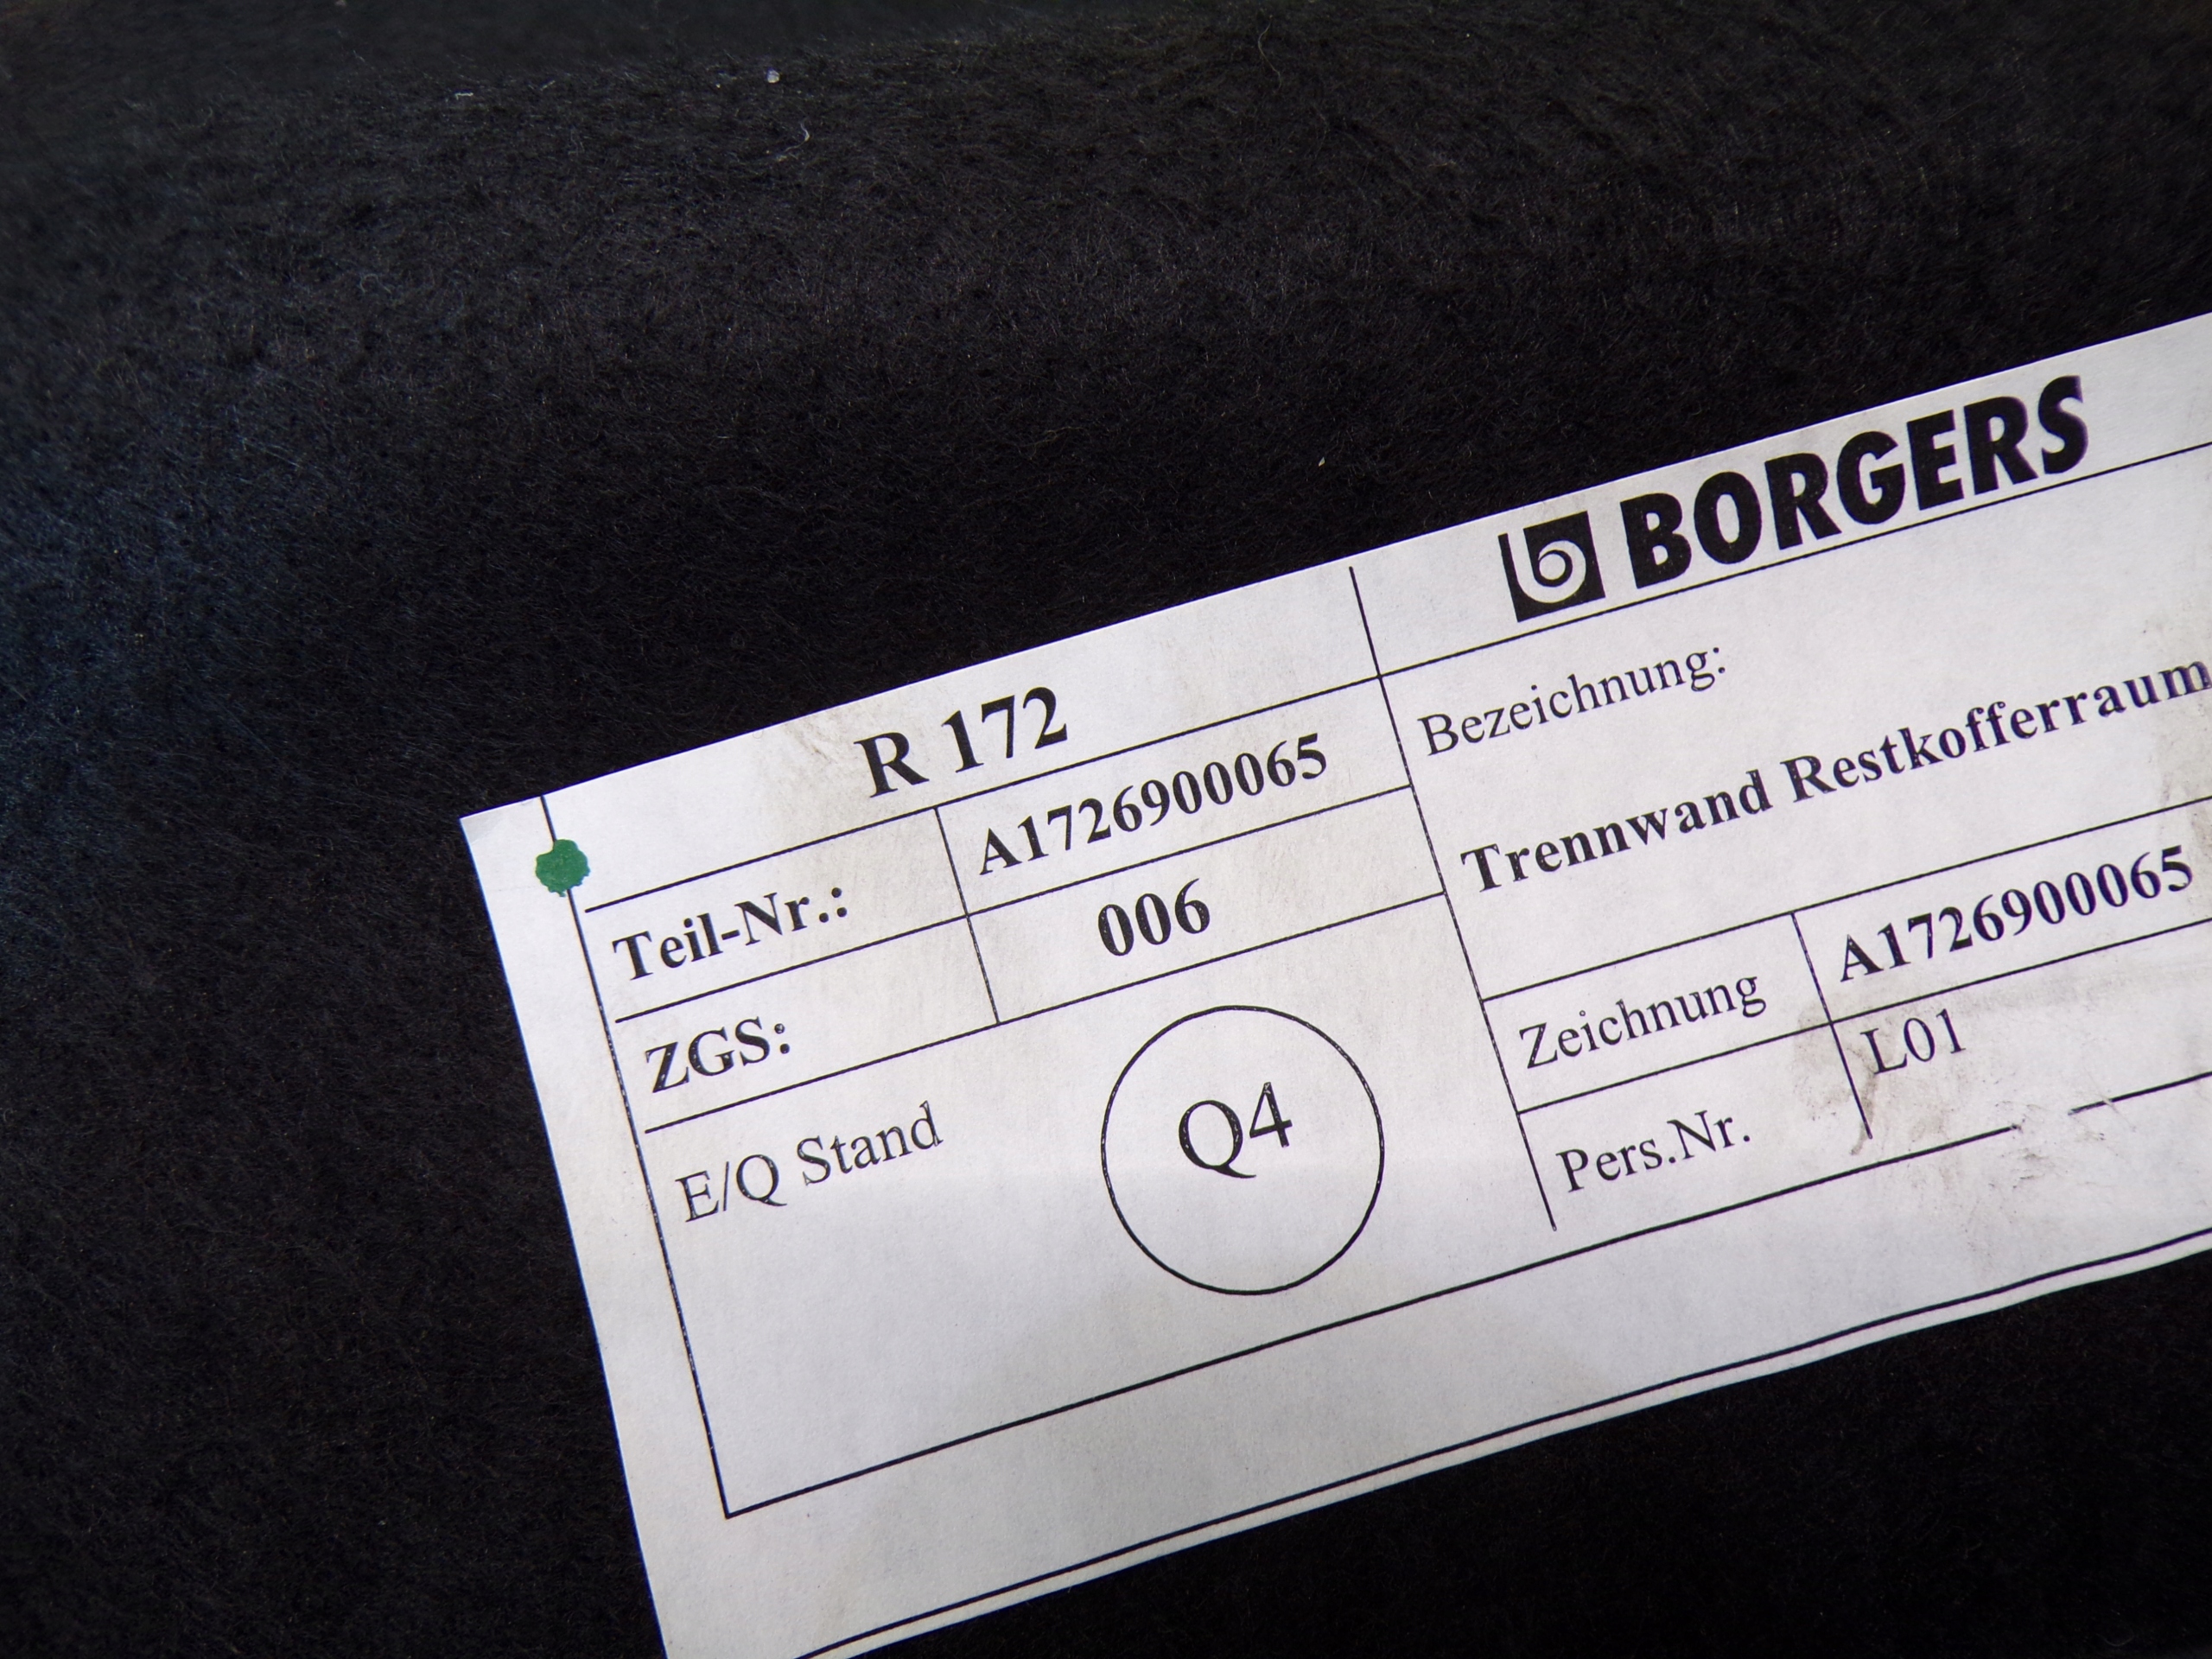 R 172
BORGERS
Teil-Nr.: A1726900065
ZGS: 006
E/Q Stand Q4
Bezeichnung:
Trennwand Restkofferraum
Zeichnung A1726900065
Pers.Nr. L01